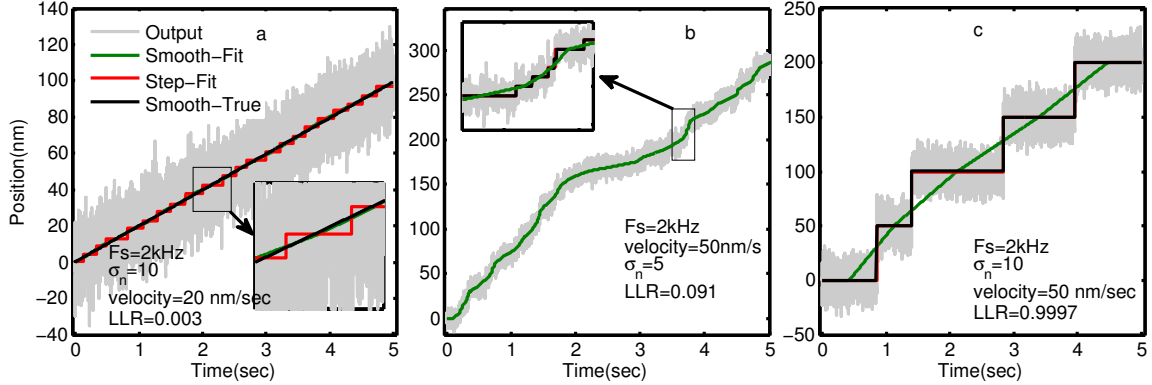 a
Output
Smooth-Fit
Step-Fit
Smooth-True
Position(nm)
140
120
100
80
60
40
20
0
−20
−40
Fs=2kHz
σn=10
velocity=20 nm/sec
LLR=0.003
0 1 2 3 4 5
Time(sec)
b
300
250
200
150
100
50
0
Fs=2kHz
velocity=50nm/s
σn=5
LLR=0.091
0 1 2 3 4 5
Time(sec)
c
250
200
150
100
50
0
−50
Fs=2kHz
σn=10
velocity=50 nm/sec
LLR=0.9997
0 1 2 3 4 5
Time(sec)